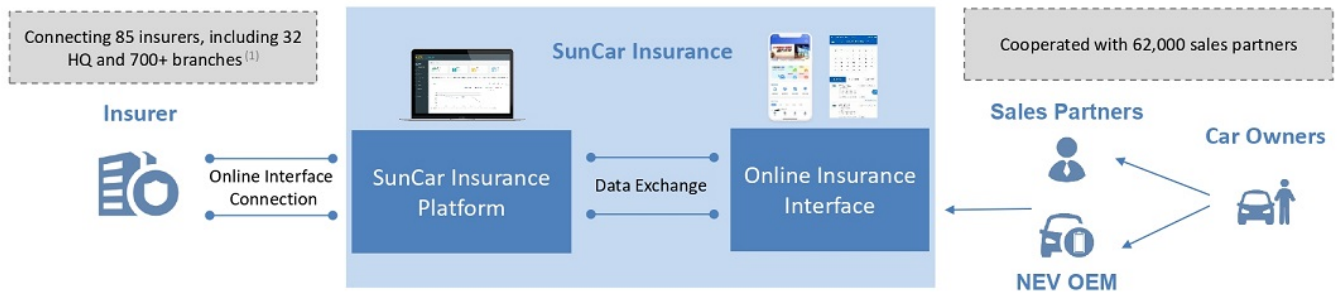 Connecting 85 insurers, including 32
HQ and 700+ branches (1)
Insurer
Online Interface
Connection
SunCar Insurance
SunCar Insurance
Platform
Data Exchange
Online Insurance
Interface
Cooperated with 62,000 sales partners
Sales Partners
Car Owners
NEV OEM